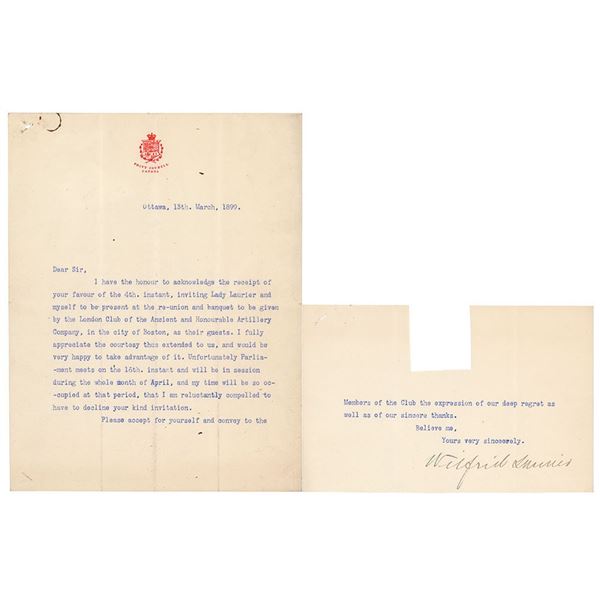 PRIVY COUNCIL
CANADA
Ottawa, 13th. March, 1899.
Dear Sir,
I have the honour to acknowledge the receipt of
your favour of the 4th. instant, inviting Lady Laurier and
myself to be present at the re-union and banquet to be given
by the London Club of the Ancient and Honourable Artillery
Company, in the city of Boston, as their guests. I fully
appreciate the courtesy thus extended to us, and would be
very happy to take advantage of it. Unfortunately Parlia-
ment meets on the 16th. instant and will be in session
during the whole month of April, and my time will be so oc-
-cupied at that period, that I am reluctantly compelled to
have to decline your kind invitation.
Please accept for yourself and convey to the
Members of the Club the expression of our deep regret as
well as of our sincere thanks.
Believe me,
Yours very sincerely.
Wilfrid Laurier